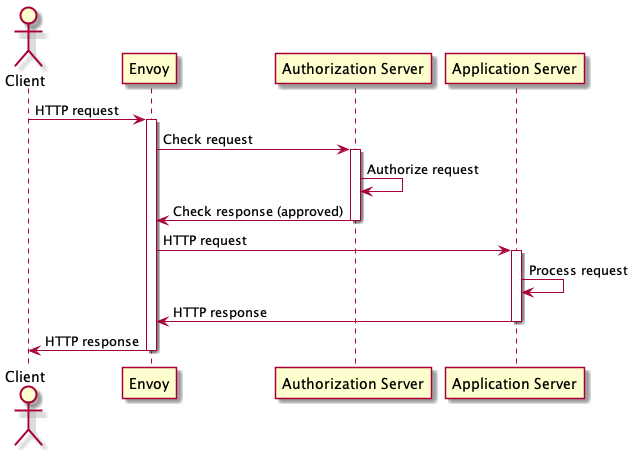 Client
Envoy
Authorization Server
Application Server
HTTP request
Check request
Authorize request
Check response (approved)
HTTP request
Process request
HTTP response
HTTP response
Client
Envoy
Authorization Server
Application Server